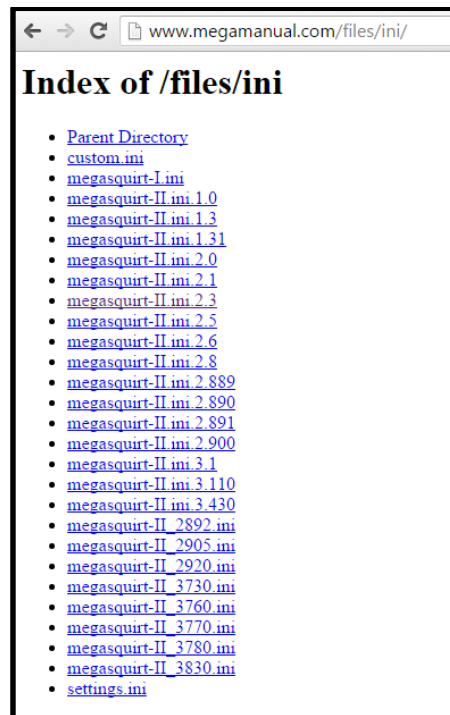 www.megamanual.com/files/ini/
Index of /files/ini
Parent Directory
custom.ini
megasquirt-I.ini
megasquirt-II.ini.1.0
megasquirt-II.ini.1.3
megasquirt-II.ini.1.31
megasquirt-II.ini.2.0
megasquirt-II.ini.2.1
megasquirt-II.ini.2.3
megasquirt-II.ini.2.5
megasquirt-II.ini.2.6
megasquirt-II.ini.2.8
megasquirt-II.ini.2.889
megasquirt-II.ini.2.890
megasquirt-II.ini.2.891
megasquirt-II.ini.2.900
megasquirt-II.ini.3.1
megasquirt-II.ini.3.110
megasquirt-II.ini.3.430
megasquirt-II_2892.ini
megasquirt-II_2905.ini
megasquirt-II_2920.ini
megasquirt-II_3730.ini
megasquirt-II_3760.ini
megasquirt-II_3770.ini
megasquirt-II_3780.ini
megasquirt-II_3830.ini
settings.ini